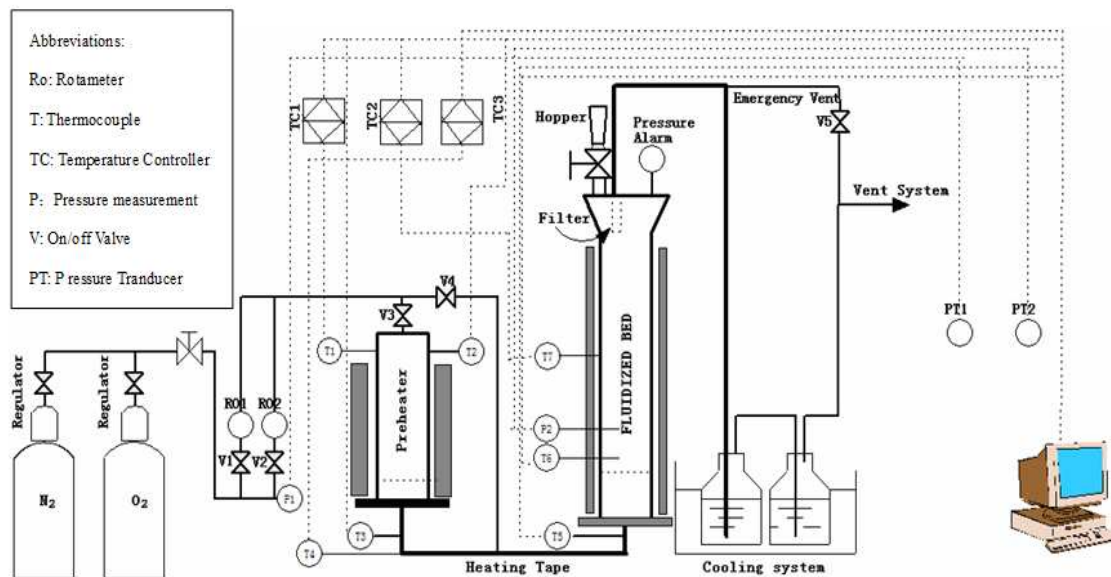 Abbreviations:
Ro: Rotameter
T: Thermocouple
TC: Temperature Controller
P: Pressure measurement
V: On/off Valve
PT: Pressure Tranducer
TC1
TC2
TC3
Hopper
Pressure
Alarm
Emergency Vent
V5
Vent System
Filter
V4
V3
PT1
PT2
T1
T2
T7
Regulator
Regulator
RO1
RO2
Preheater
FLUIDIZED BED
P2
T6
V1
V2
N2
O2
P1
T3
T4
T5
Heating Tape
Cooling system